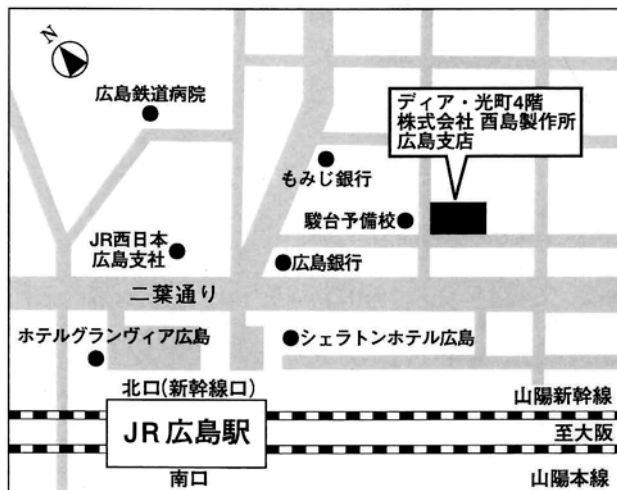 N
広島鉄道病院
ディア・光町4階
株式会社 酉島製作所
広島支店
もみじ銀行
駿台予備校
JR西日本
広島支社
広島銀行
二葉通り
ホテルグランヴィア広島
シェラトンホテル広島
北口(新幹線口)
山陽新幹線
JR広島駅
至大阪
南口
山陽本線